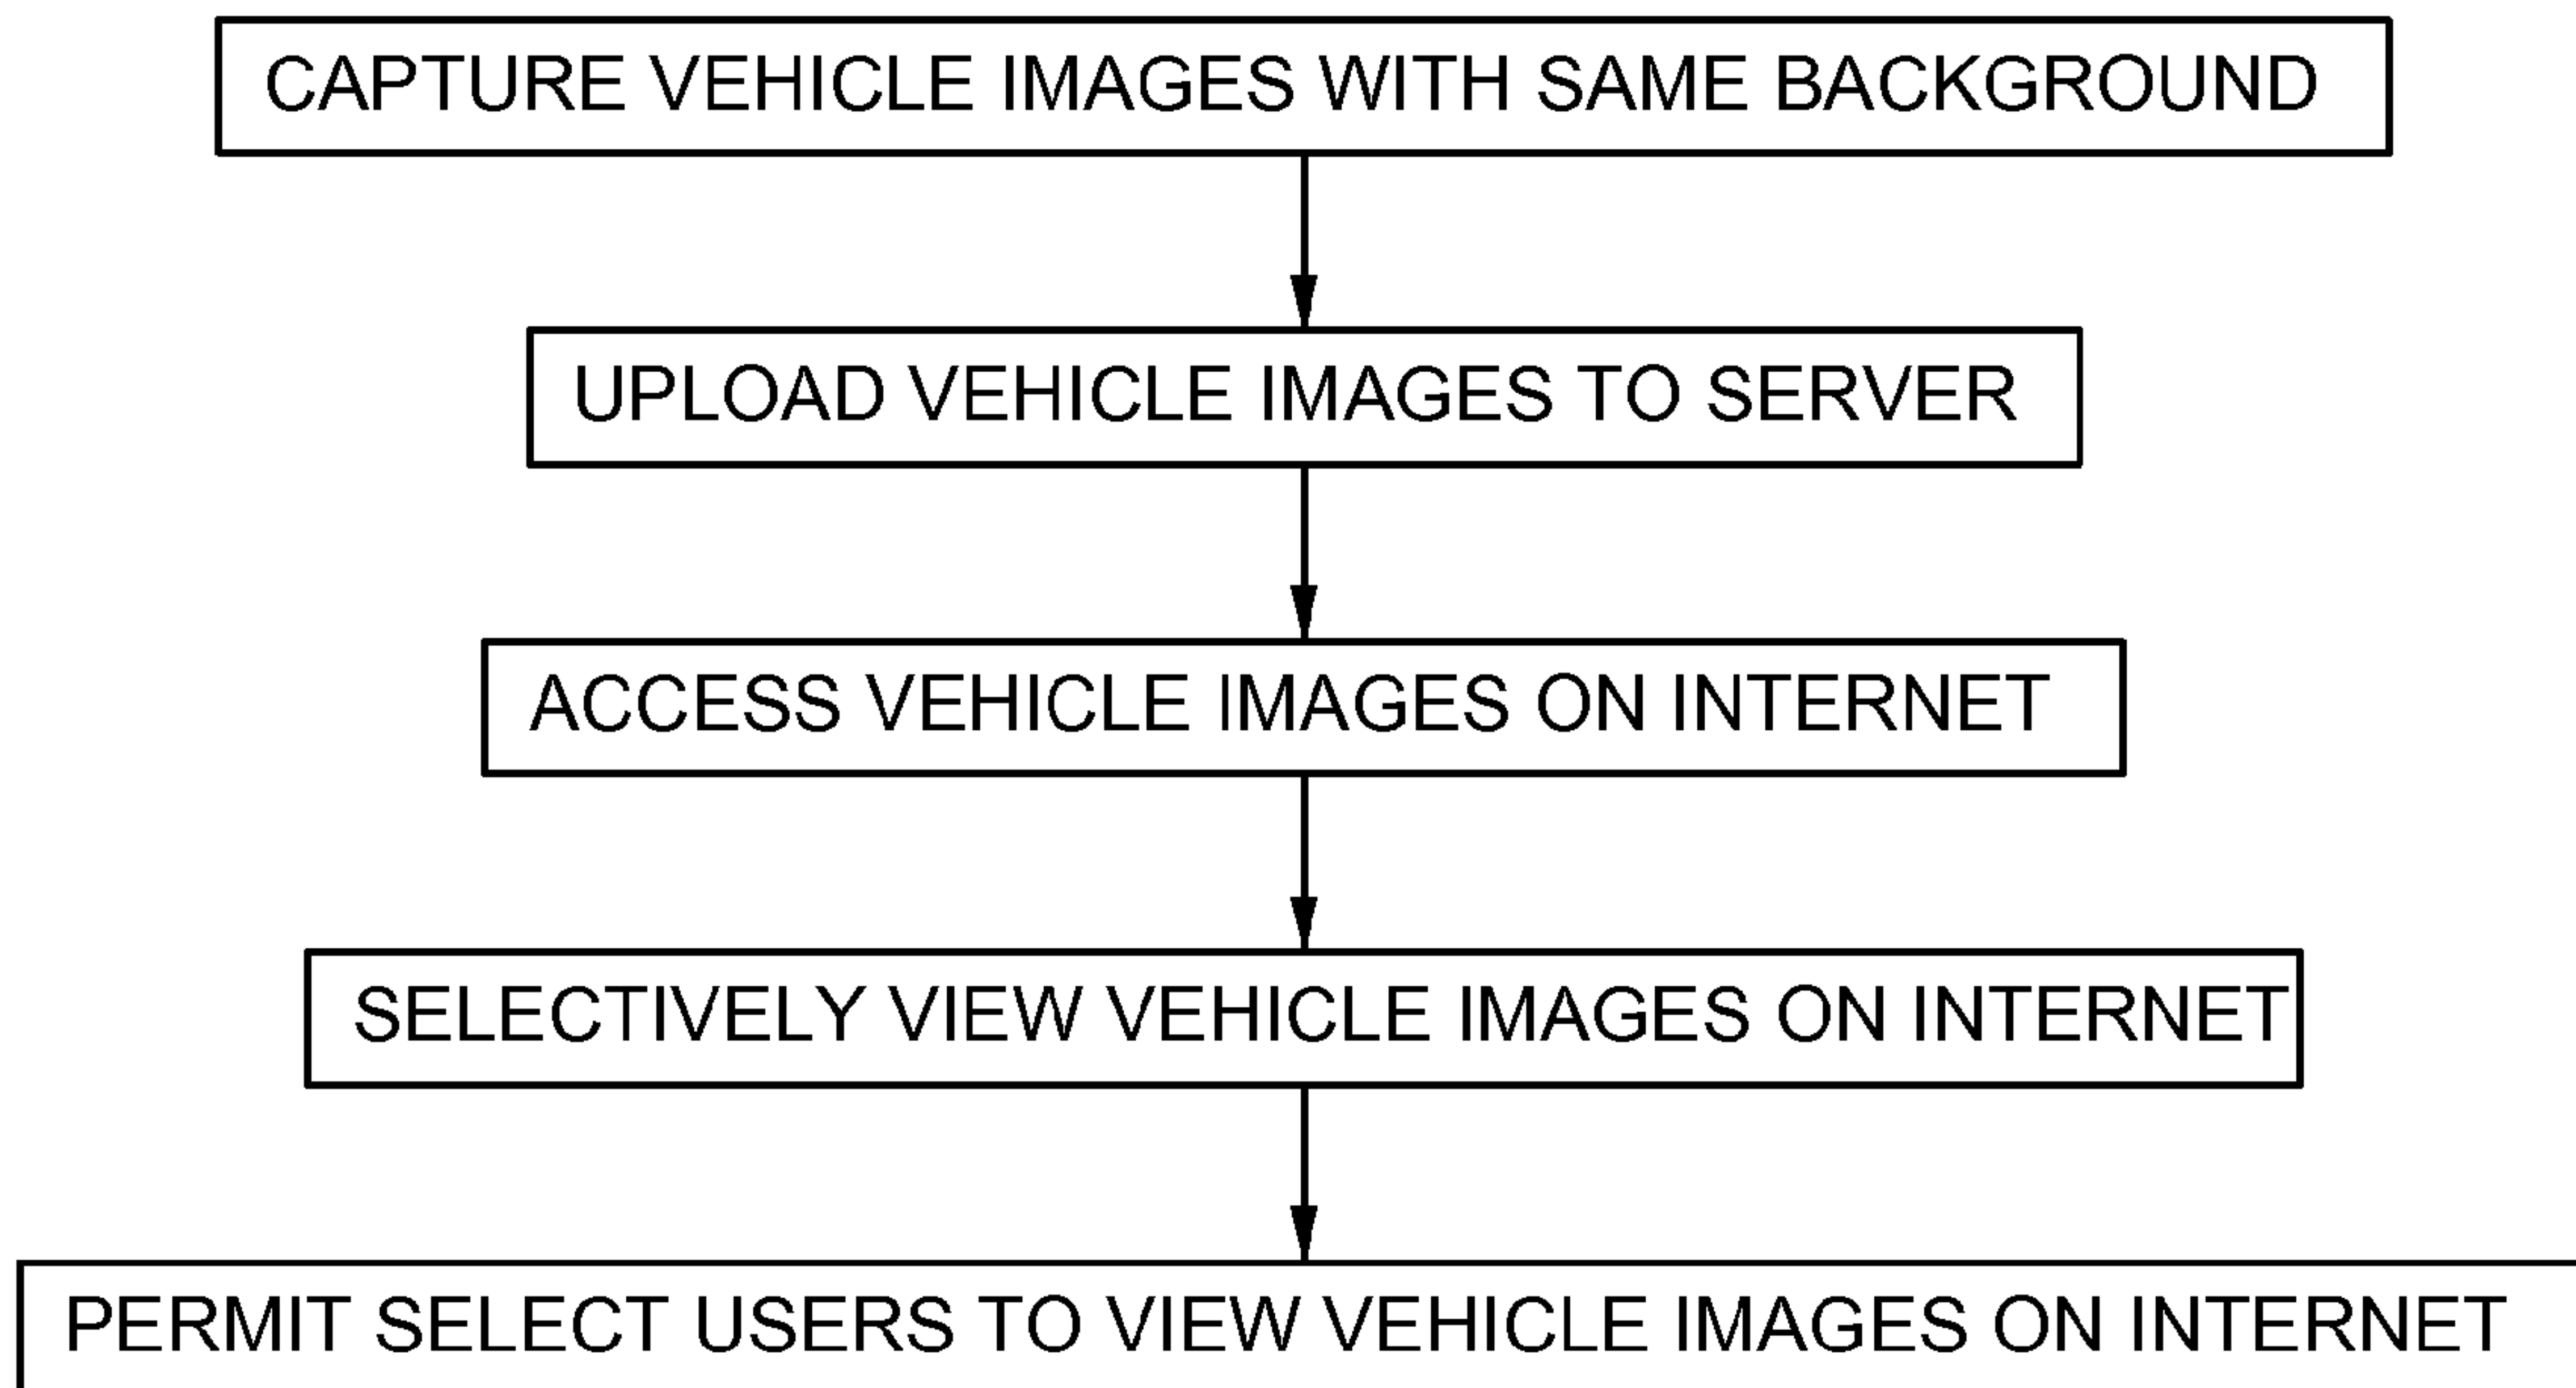 CAPTURE VEHICLE IMAGES WITH SAME BACKGROUND
UPLOAD VEHICLE IMAGES TO SERVER
ACCESS VEHICLE IMAGES ON INTERNET
SELECTIVELY VIEW VEHICLE IMAGES ON INTERNET
PERMIT SELECT USERS TO VIEW VEHICLE IMAGES ON INTERNET